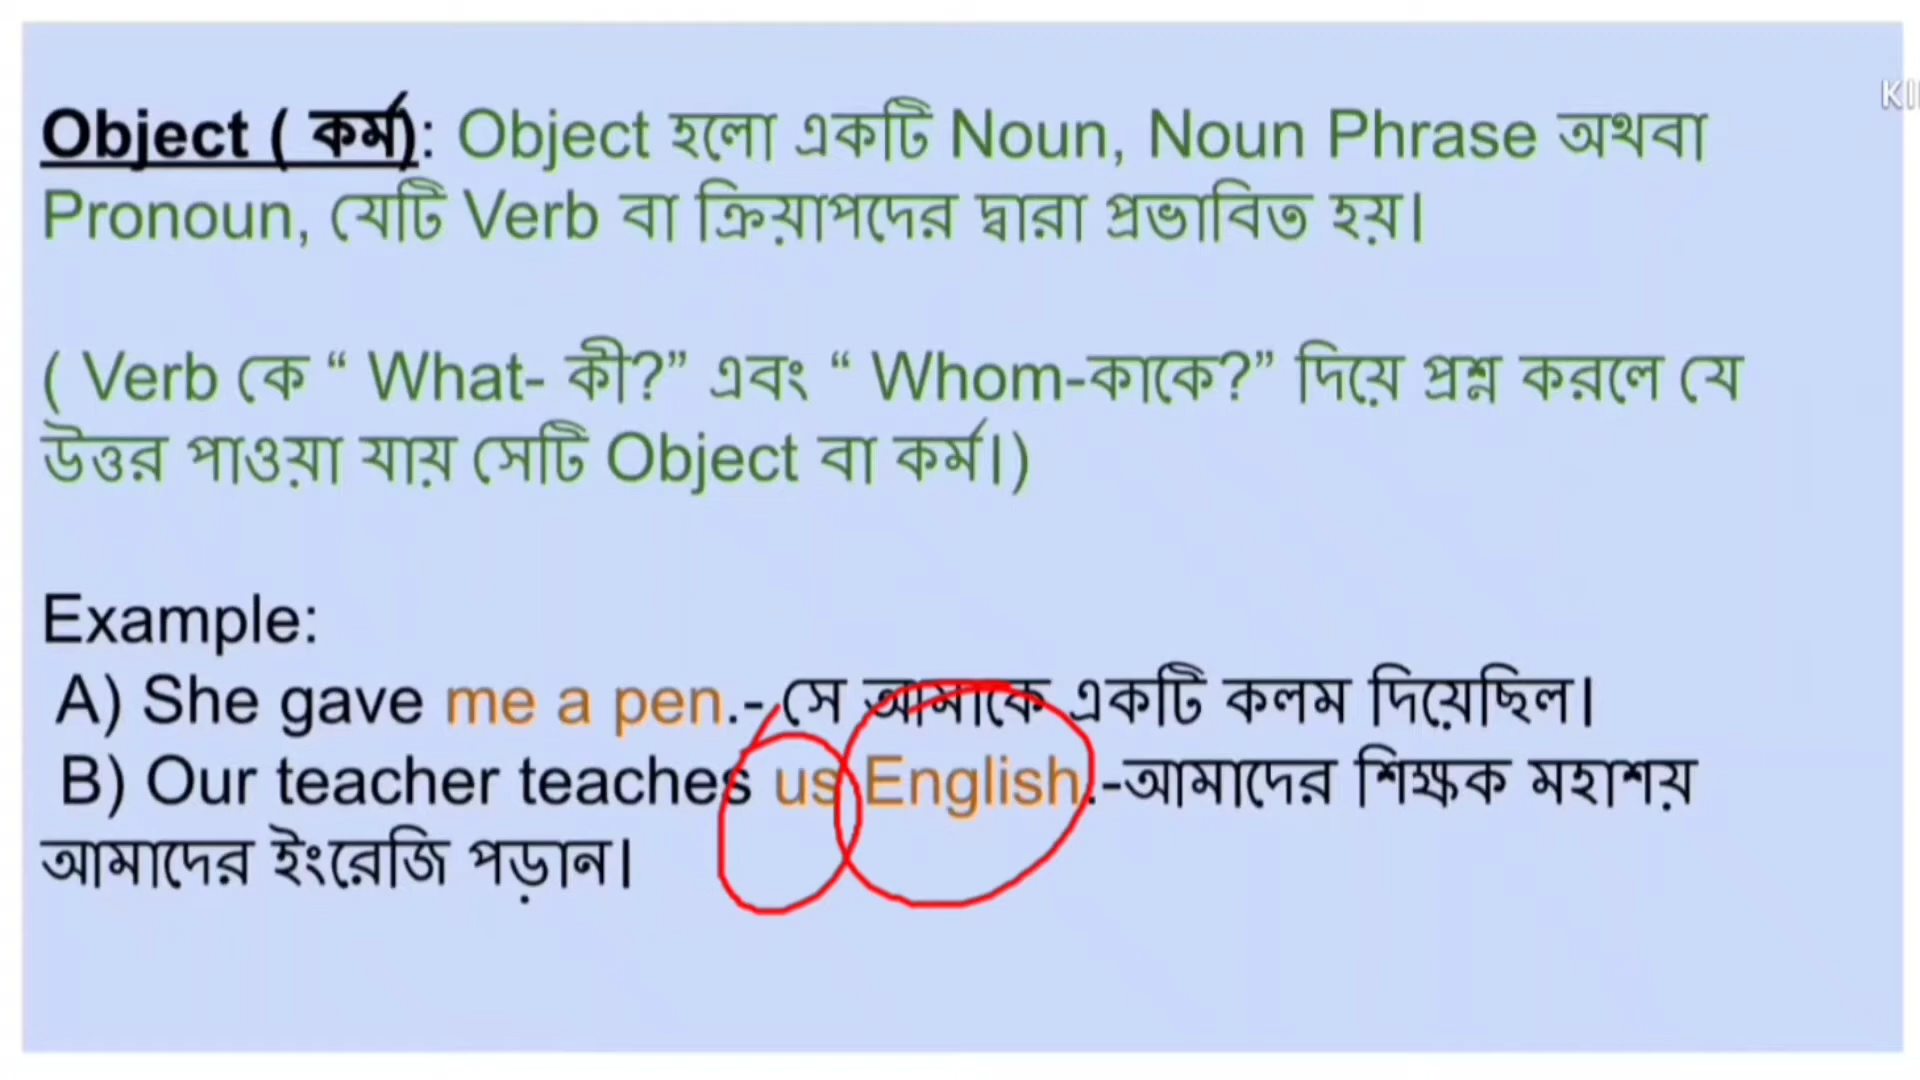 Object ( কর্ম): Object হলো একটি Noun, Noun Phrase অথবা
Pronoun, যেটি Verb বা ক্রিয়াপদের দ্বারা প্রভাবিত হয়।
( Verb কে “ What- কী?” এবং “ Whom-কাকে?” দিয়ে প্রশ্ন করলে যে
উত্তর পাওয়া যায় সেটি Object বা কর্ম।)
Example:
A) She gave me a pen.- সে আমাকে একটি কলম দিয়েছিল।
B) Our teacher teaches us English.-আমাদের শিক্ষক মহাশয়
আমাদের ইংরেজি পড়ান।